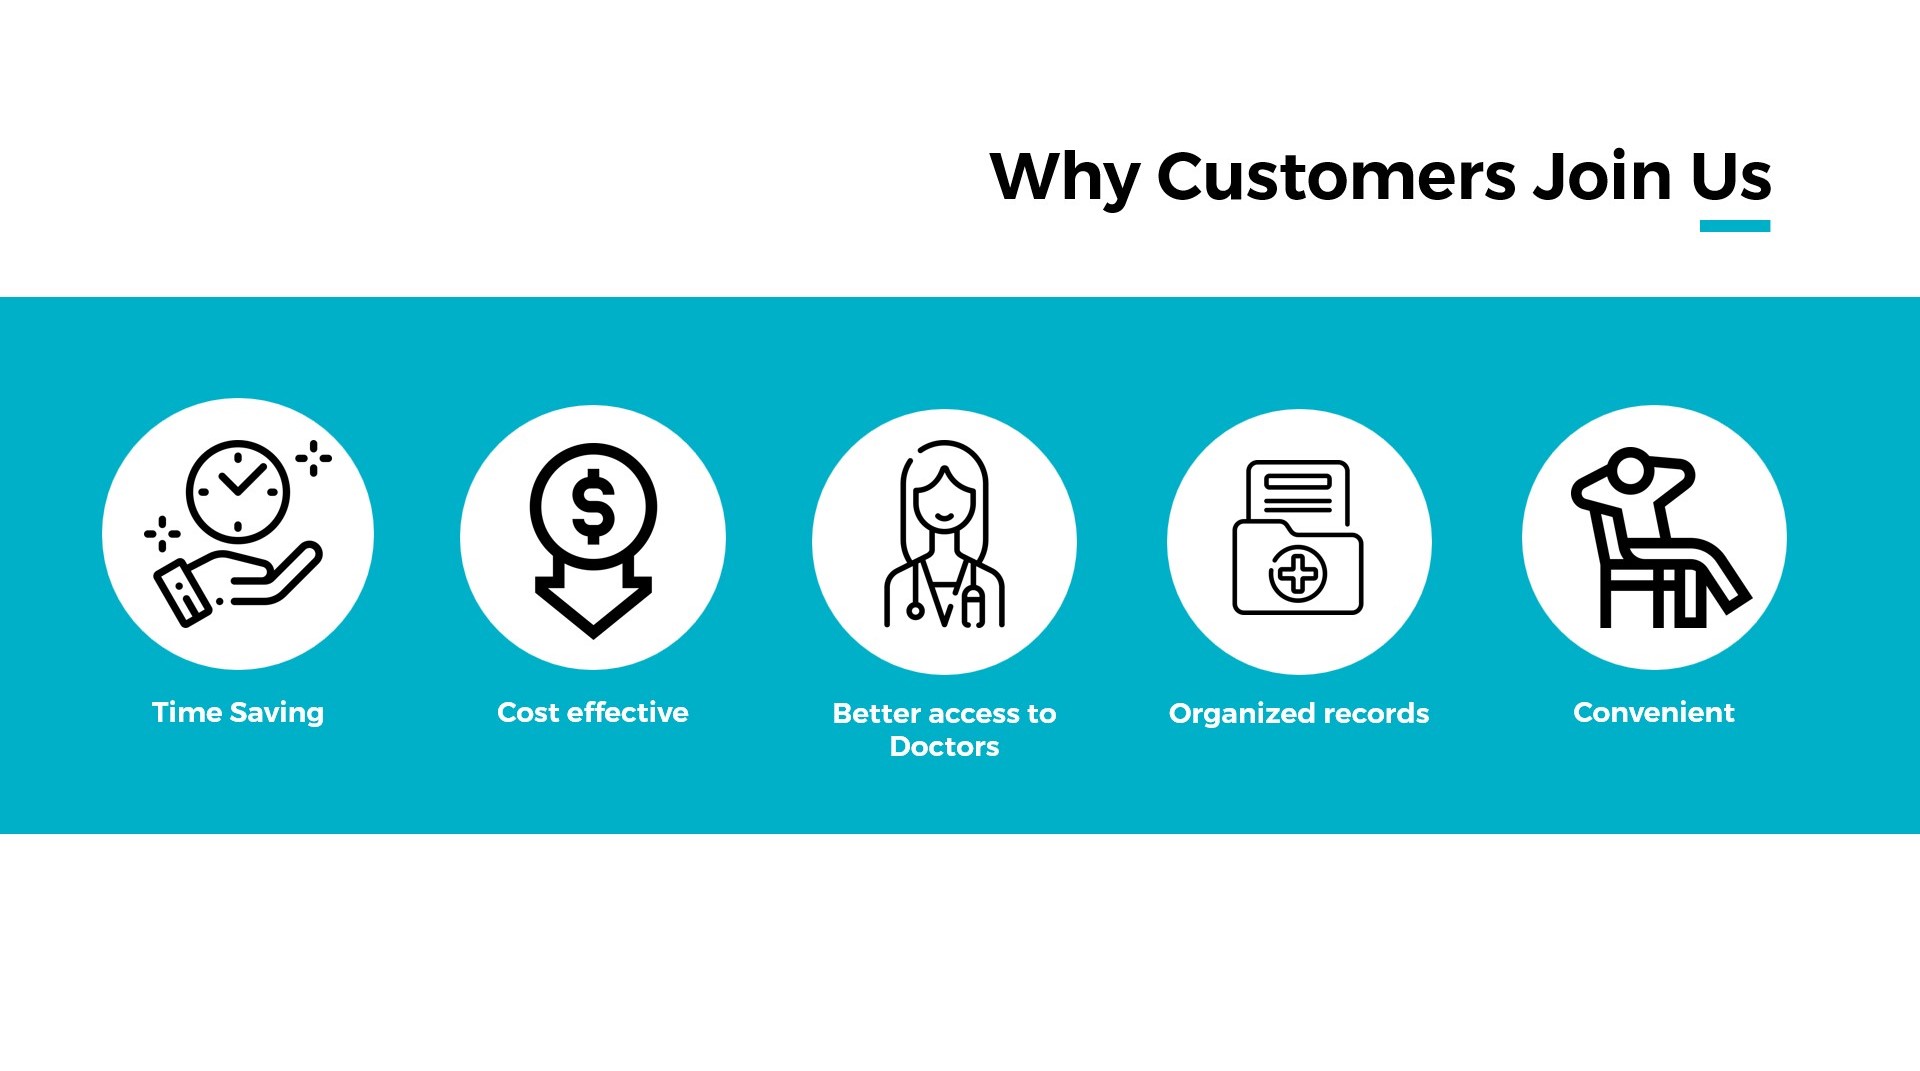 Why Customers Join Us
$
Time Saving
Cost effective
Better access to
Doctors
Organized records
Convenient